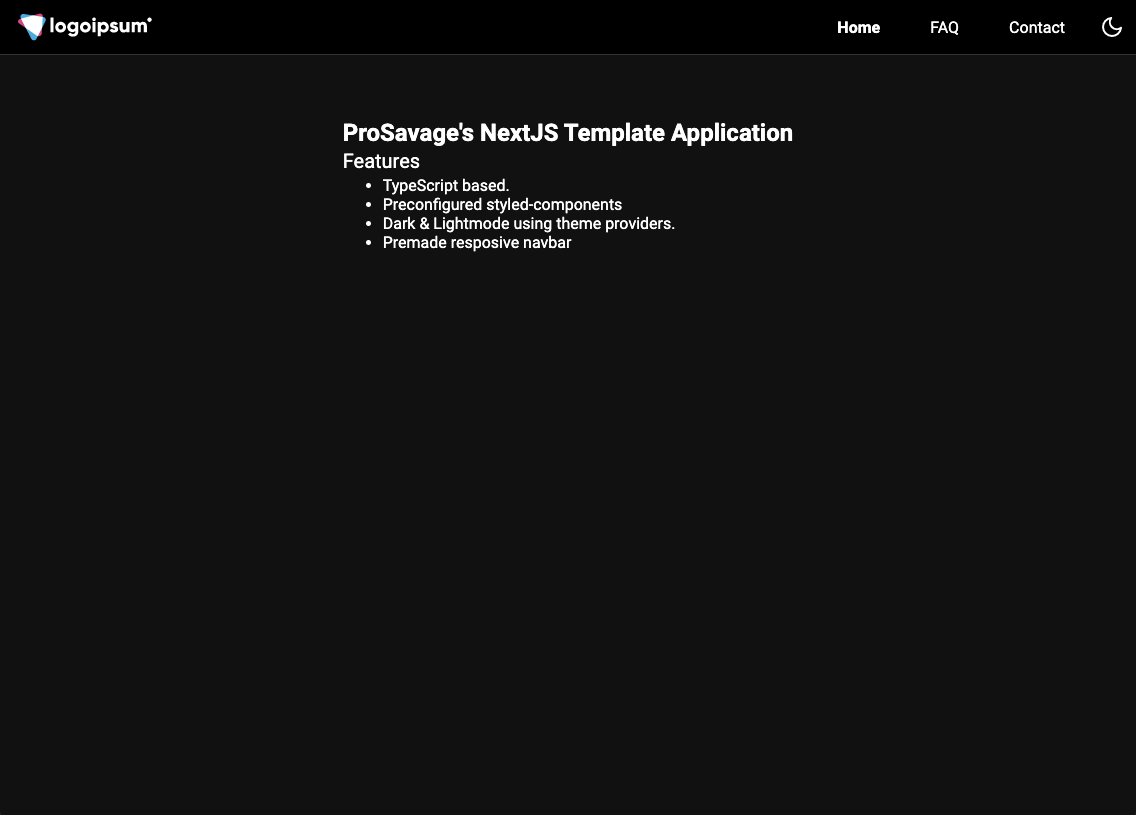 logoipsum
Home FAQ Contact
ProSavage's NextJS Template Application
Features
• TypeScript based.
• Preconfigured styled-components
• Dark & Lightmode using theme providers.
• Premade resposive navbar